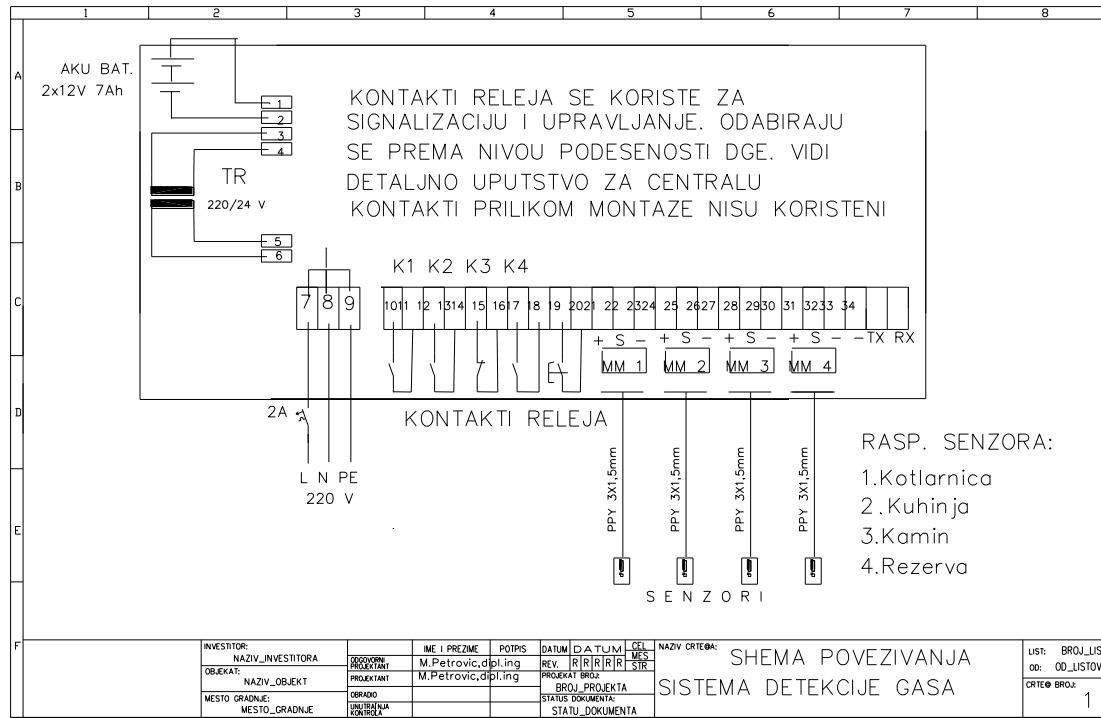 1 2 3 4 5 6 7 8
A
B
C
D
E
F
AKU BAT.
2x12V 7Ah
1
2
3
4
TR
220/24 V
5
6
KONTAKTI RELEJA SE KORISTE ZA
SIGNALIZACIJU I UPRAVLJANJE. ODABIRAJU
SE PREMA NIVOU PODESENOSTI DGE. VIDI
DETALJNO UPUTSTVO ZA CENTRALU
KONTAKTI PRILIKOM MONTAZE NISU KORISTENI
K1 K2 K3 K4
7 8 9
10 11 12 13 14 15 16 17 18 19 20 21 22 23 24 25 26 27 28 29 30 31 32 33 34
+ S - + S - + S - + S - - TX RX
MM 1 MM 2 MM 3 MM 4
2A
KONTAKTI RELEJA
L N PE
220 V
PPY 3X1,5mm
PPY 3X1,5mm
PPY 3X1,5mm
PPY 3X1,5mm
SENZORI
RASP. SENZORA:
1.Kotlarnica
2.Kuhinja
3.Kamin
4.Rezerva
INVESTITOR:
NAZIV_INVESTITORA
OBJEKAT:
NAZIV_OBJEKT
MESTO GRADNJE:
MESTO_GRADNJE
IME I PREZIME POTPIS
ODGOVORNI PROJEKTANT M.Petrovic,dipl.ing
PROJEKTANT M.Petrovic,dipl.ing
OBRADIO
UNUTRAŃJA KONTROLA
DATUM DATUM CEL
MES
REV. R R R R R STR
PROJEKAT BROJ:
BROJ_PROJEKTA
STATUS DOKUMENTA:
STATU_DOKUMENTA
NAZIV CRTE@A:
SHEMA POVEZIVANJA
SISTEMA DETEKCIJE GASA
LIST: BROJ_LIS
OD: OD_LISTOV
CRTE@ BROJ:
1